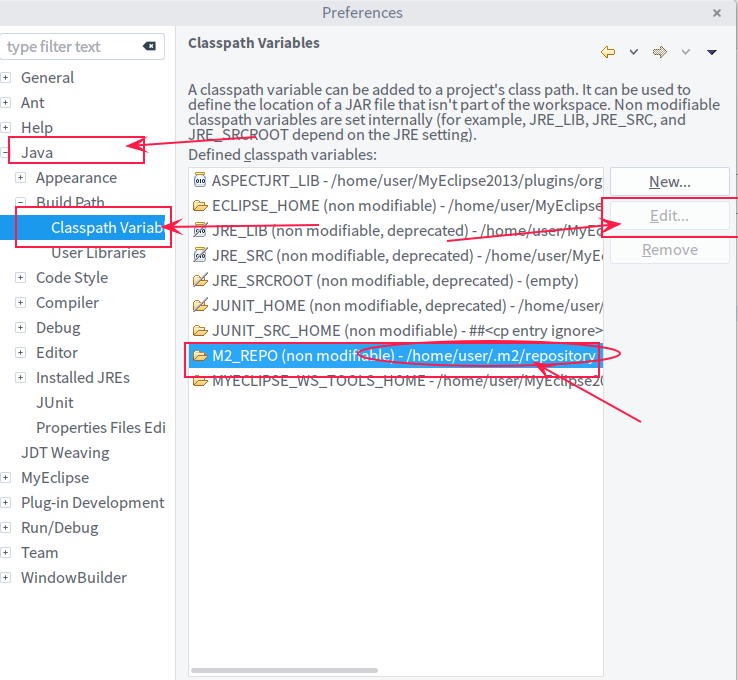 Preferences
type filter text
General
Ant
Help
Java
Appearance
Build Path
Classpath Variab
User Libraries
Code Style
Compiler
Debug
Editor
Installed JREs
JUnit
Properties Files Edi
JDT Weaving
MyEclipse
Plug-in Development
Run/Debug
Team
WindowBuilder
Classpath Variables
A classpath variable can be added to a project's class path. It can be used to
define the location of a JAR file that isn't part of the workspace. Non modifiable
classpath variables are set internally (for example, JRE_LIB, JRE_SRC, and
JRE_SRCROOT depend on the JRE setting).
Defined classpath variables:
ASPECTJRT_LIB - /home/user/MyEclipse2013/plugins/org
ECLIPSE_HOME (non modifiable) - /home/user/MyEclipse
JRE_LIB (non modifiable, deprecated) - /home/user/MyEc
JRE_SRC (non modifiable, deprecated) - /home/user/MyE
JRE_SRCROOT (non modifiable, deprecated) - (empty)
JUNIT_HOME (non modifiable, deprecated) - /home/user/
JUNIT_SRC_HOME (non modifiable) - ##<cp entry ignore>
M2_REPO (non modifiable) - /home/user/.m2/repository
MYECLIPSE_WS_TOOLS_HOME - /home/user/MyEclipse20
New...
Edit...
Remove